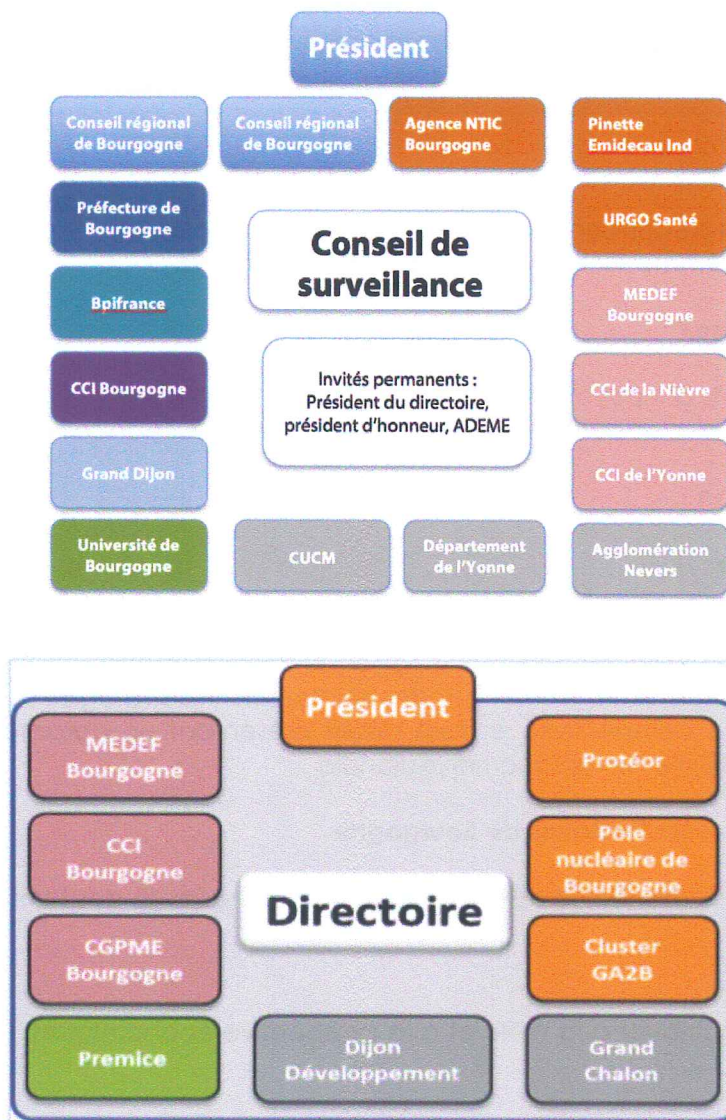 Président
Conseil régional
de Bourgogne
Conseil régional
de Bourgogne
Agence NTIC
Bourgogne
Pinette
Emidecau Ind
Préfecture de
Bourgogne
Conseil de
surveillance
URGO Santé
Bpifrance
MEDEF
Bourgogne
CCI Bourgogne
Invités permanents :
Président du directoire,
président d'honneur, ADEME
CCI de la Nièvre
Grand Dijon
CCI de l'Yonne
Université de
Bourgogne
CUCM
Département
de l'Yonne
Agglomération
Nevers
Président
MEDEF
Bourgogne
Protéor
CCI
Bourgogne
Pôle
nucléaire de
Bourgogne
Directoire
CGPME
Bourgogne
Cluster
GA2B
Premice
Dijon
Développement
Grand
Chalon